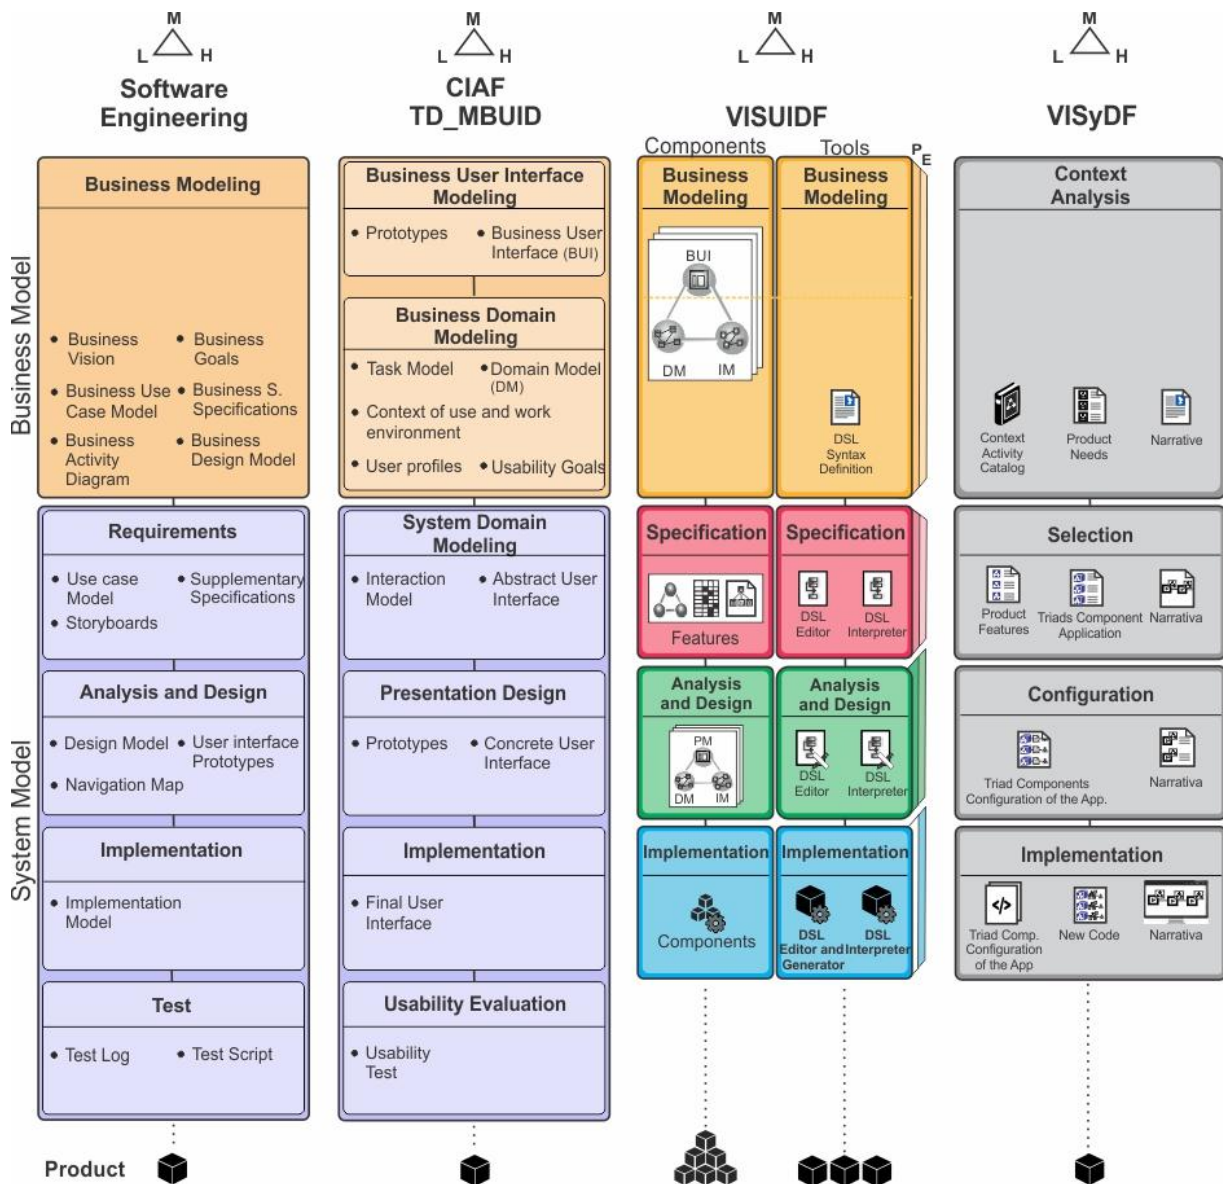 M
L H
Software
Engineering
M
L H
CIAF
TD_MBUID
M
L H
VISUIDF
M
L H
VISyDF
Components
Tools
P
E
Business Model
System Model
Business Modeling
• Business
Vision
• Business
Goals
• Business Use
Case Model
• Business S.
Specifications
• Business
Activity
Diagram
• Business
Design Model
Requirements
• Use case
Model
• Supplementary
Specifications
• Storyboards
Analysis and Design
• Design Model
• User interface
Prototypes
• Navigation Map
Implementation
• Implementation
Model
Test
• Test Log
• Test Script
Business User Interface
Modeling
• Prototypes
• Business User
Interface (BUI)
Business Domain
Modeling
• Task Model
• Domain Model
(DM)
• Context of use and work
environment
• User profiles
• Usability Goals
System Domain
Modeling
• Interaction
Model
• Abstract User
Interface
Presentation Design
• Prototypes
• Concrete User
Interface
Implementation
• Final User
Interface
Usability Evaluation
• Usability
Test
Business
Modeling
BUI
DM IM
Specification
Features
Analysis
and Design
PM
DM IM
Implementation
Components
Business
Modeling
DSL
Syntax
Definition
Specification
DSL
Editor
DSL
Interpreter
Analysis
and Design
DSL
Editor
DSL
Interpreter
Implementation
DSL
Editor and
Generator
DSL
Interpreter
Context
Analysis
Context
Activity
Catalog
Product
Needs
Narrative
Selection
Product
Features
Triads Component
Application
Narrativa
Configuration
Triad Components
Configuration of the App.
Narrativa
Implementation
</>
Triad Comp.
Configuration
of the App
New Code
Narrativa
Product